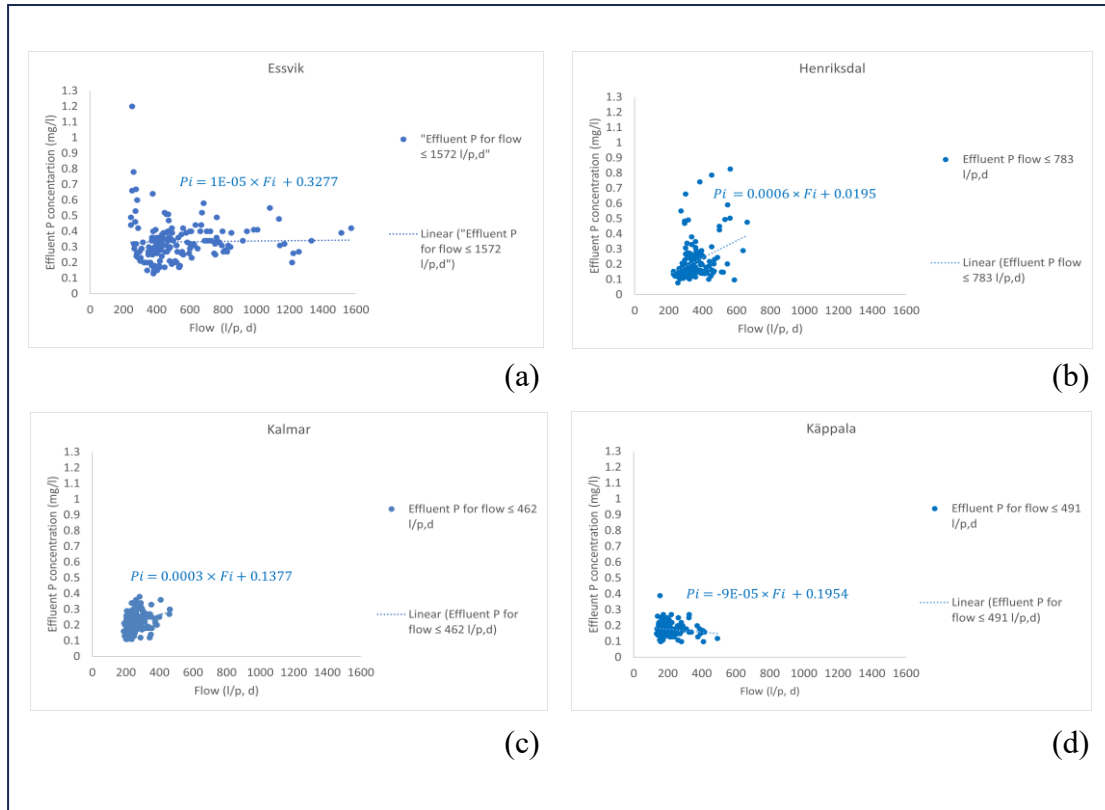 Essvik
Effluent P concentartion (mg/l)
1.3
1.2
1.1
1
0.9
0.8
0.7
0.6
0.5
0.4
0.3
0.2
0.1
0
Pi = 1E-05 × Fi + 0.3277
0 200 400 600 800 1000 1200 1400 1600
Flow (l/p, d)
"Effluent P for flow
≤ 1572 l/p,d"
Linear ("Effluent P
for flow ≤ 1572
l/p,d")
(a)
Henriksdal
Effluent P concentration (mg/l)
1.3
1.2
1.1
1
0.9
0.8
0.7
0.6
0.5
0.4
0.3
0.2
0.1
0
Pi = 0.0006 × Fi + 0.0195
0 200 400 600 800 1000 1200 1400 1600
Flow (l/p, d)
Effluent P flow ≤ 783
l/p,d
Linear (Effluent P flow
≤ 783 l/p,d)
(b)
Kalmar
Effluent P concentration (mg/l)
1.3
1.2
1.1
1
0.9
0.8
0.7
0.6
0.5
0.4
0.3
0.2
0.1
0
Pi = 0.0003 × Fi + 0.1377
0 200 400 600 800 1000 1200 1400 1600
Flow (l/p, d)
Effluent P for flow ≤ 462
l/p,d
Linear (Effluent P for
flow ≤ 462 l/p,d)
(c)
Käppala
Effleunt P concentration (mg/l)
1.3
1.2
1.1
1
0.9
0.8
0.7
0.6
0.5
0.4
0.3
0.2
0.1
0
Pi = -9E-05 × Fi + 0.1954
0 200 400 600 800 1000 1200 1400 1600
Flow (l/p, d)
Effluent P for flow ≤ 491
l/p,d
Linear (Effluent P for
flow ≤ 491 l/p,d)
(d)